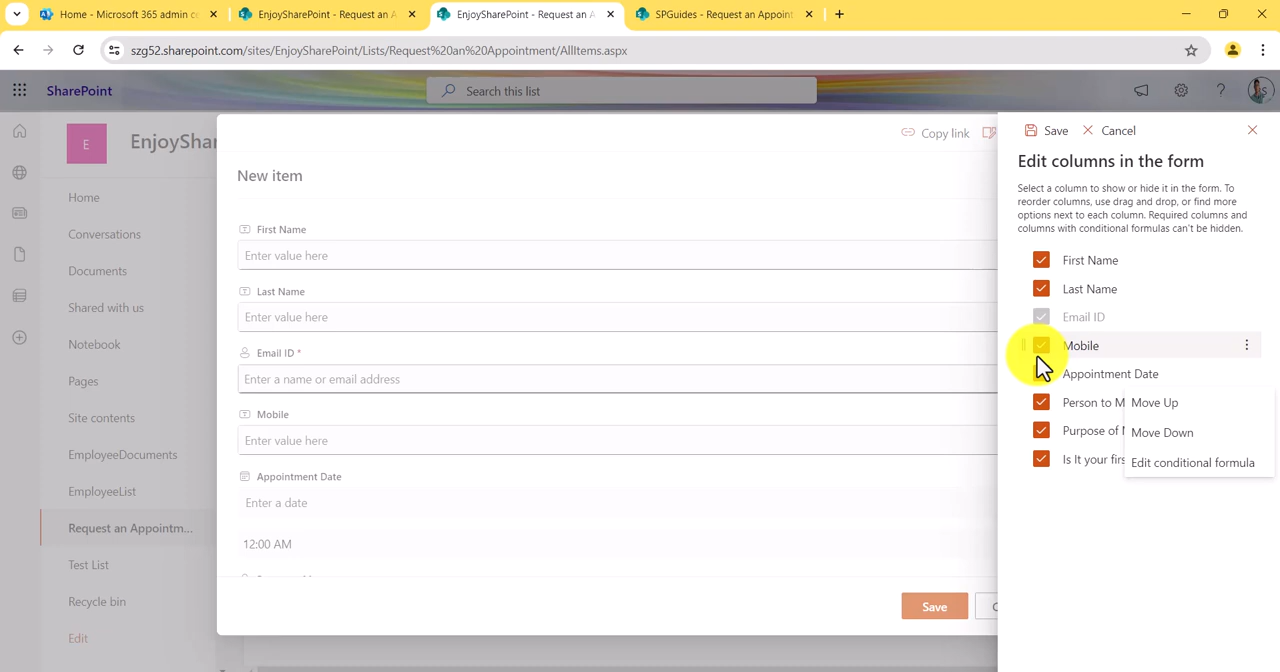 Home - Microsoft 365 admin ce
EnjoySharePoint - Request an A
EnjoySharePoint - Request an A
SPGuides - Request an Appoint
szg52.sharepoint.com/sites/EnjoySharePoint/Lists/Request%20an%20Appointment/AllItems.aspx
SharePoint
Search this list
E
EnjoyShar
Home
Conversations
Documents
Shared with us
Notebook
Pages
Site contents
EmployeeDocuments
EmployeeList
Request an Appointm...
Test List
Recycle bin
Edit
Copy link
New item
First Name
Enter value here
Last Name
Enter value here
Email ID *
Enter a name or email address
Mobile
Enter value here
Appointment Date
Enter a date
12:00 AM
Save
C
Save
Cancel
Edit columns in the form
Select a column to show or hide it in the form. To
reorder columns, use drag and drop, or find more
options next to each column. Required columns and
columns with conditional formulas can't be hidden.
First Name
Last Name
Email ID
Mobile
Appointment Date
Person to M
Purpose of M
Is It your firs
Move Up
Move Down
Edit conditional formula